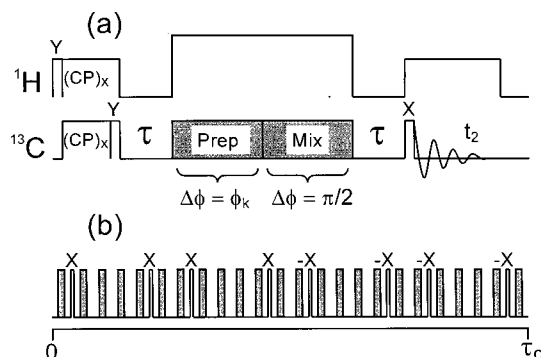 (a)
Y
¹H (CP)ₓ
Y X
¹³C (CP)ₓ τ Prep Mix τ t₂
Δϕ = ϕₖ Δϕ = π/2
(b)
X X X X -X -X -X -X
0 τc